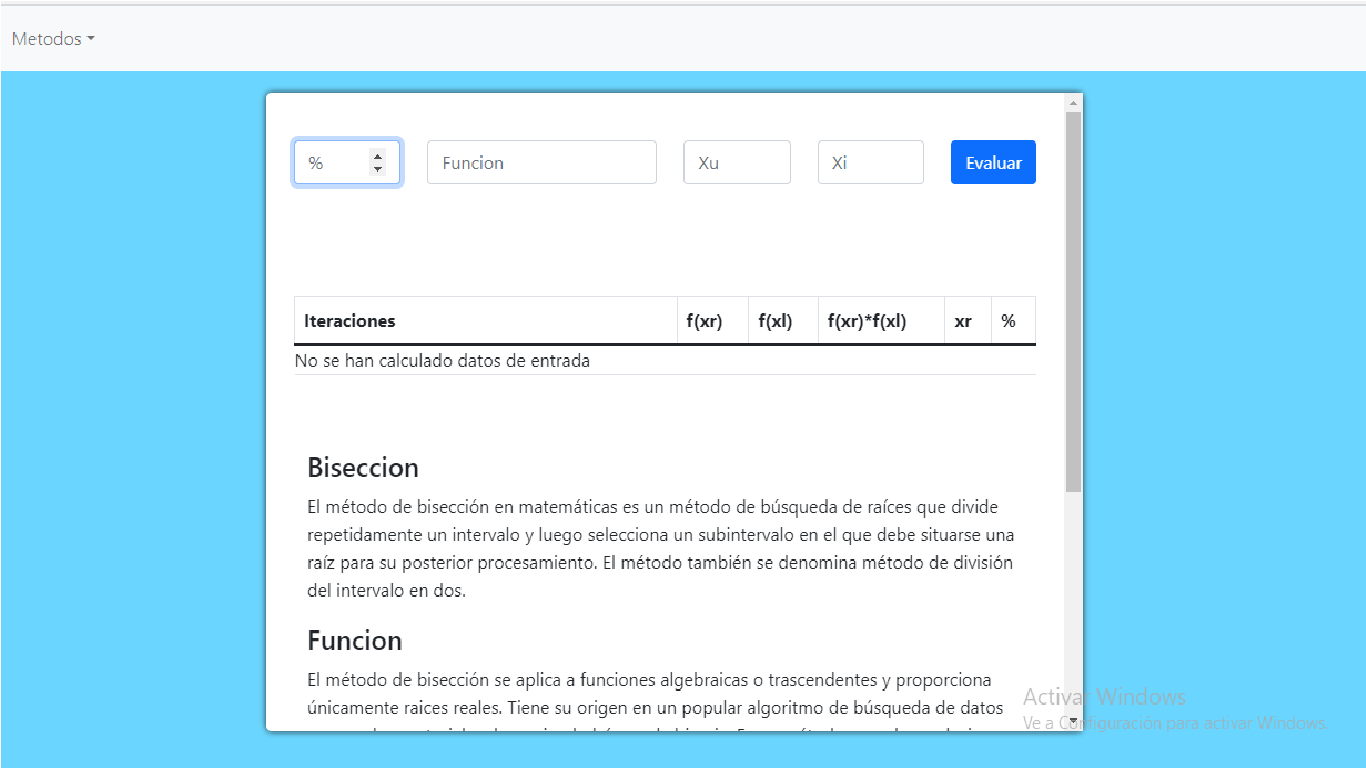 Metodos
%
Funcion
Xu
Xi
Evaluar
Iteraciones f(xr) f(xl) f(xr)*f(xl) xr %
No se han calculado datos de entrada
Biseccion
El método de bisección en matemáticas es un método de búsqueda de raíces que divide
repetidamente un intervalo y luego selecciona un subintervalo en el que debe situarse una
raíz para su posterior procesamiento. El método también se denomina método de división
del intervalo en dos.
Funcion
El método de bisección se aplica a funciones algebraicas o trascendentes y proporciona
únicamente raíces reales. Tiene su origen en un popular algoritmo de búsqueda de datos
Activar Windows
Ve a Configuración para activar Windows.